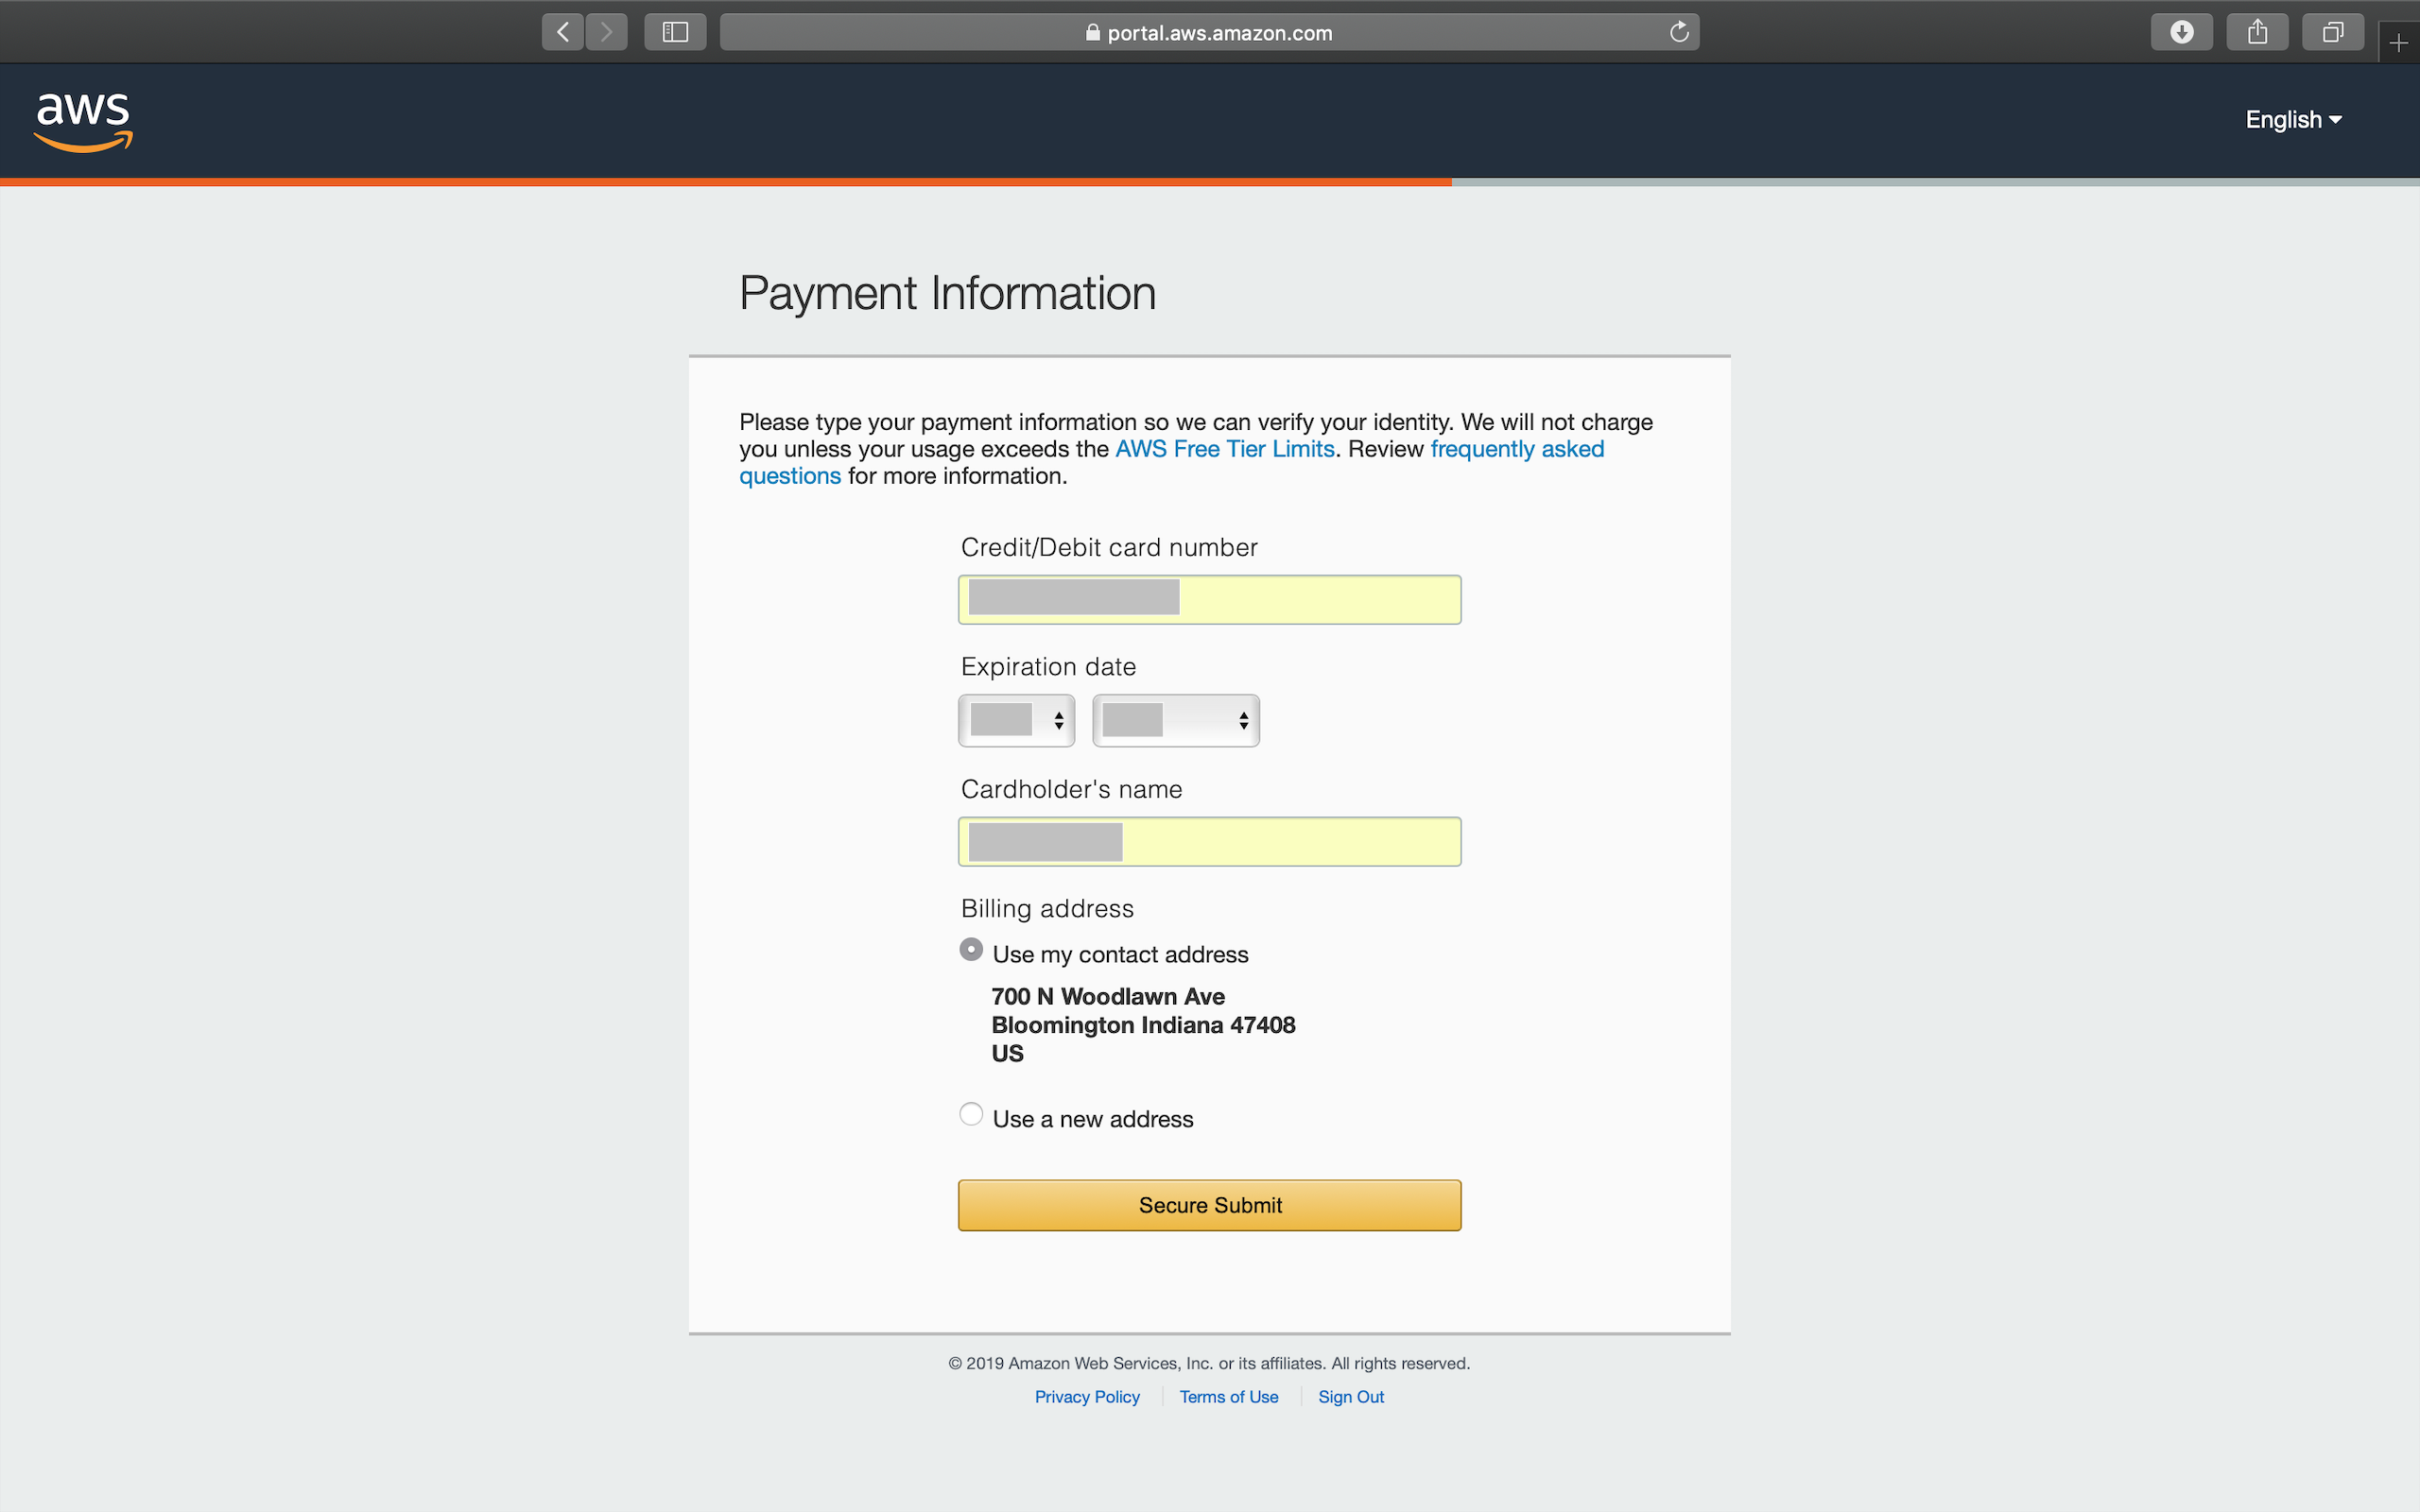 portal.aws.amazon.com
aws
English
Payment Information
Please type your payment information so we can verify your identity. We will not charge
you unless your usage exceeds the AWS Free Tier Limits. Review frequently asked
questions for more information.
Credit/Debit card number
Expiration date
Cardholder's name
Billing address
Use my contact address
700 N Woodlawn Ave
Bloomington Indiana 47408
US
Use a new address
Secure Submit
© 2019 Amazon Web Services, Inc. or its affiliates. All rights reserved.
Privacy Policy Terms of Use Sign Out